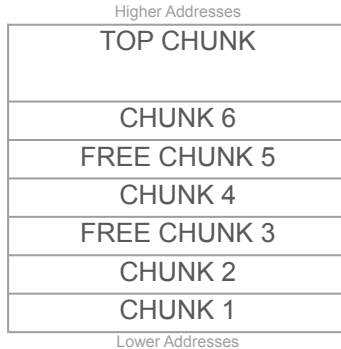 Higher Addresses
TOP CHUNK
CHUNK 6
FREE CHUNK 5
CHUNK 4
FREE CHUNK 3
CHUNK 2
CHUNK 1
Lower Addresses